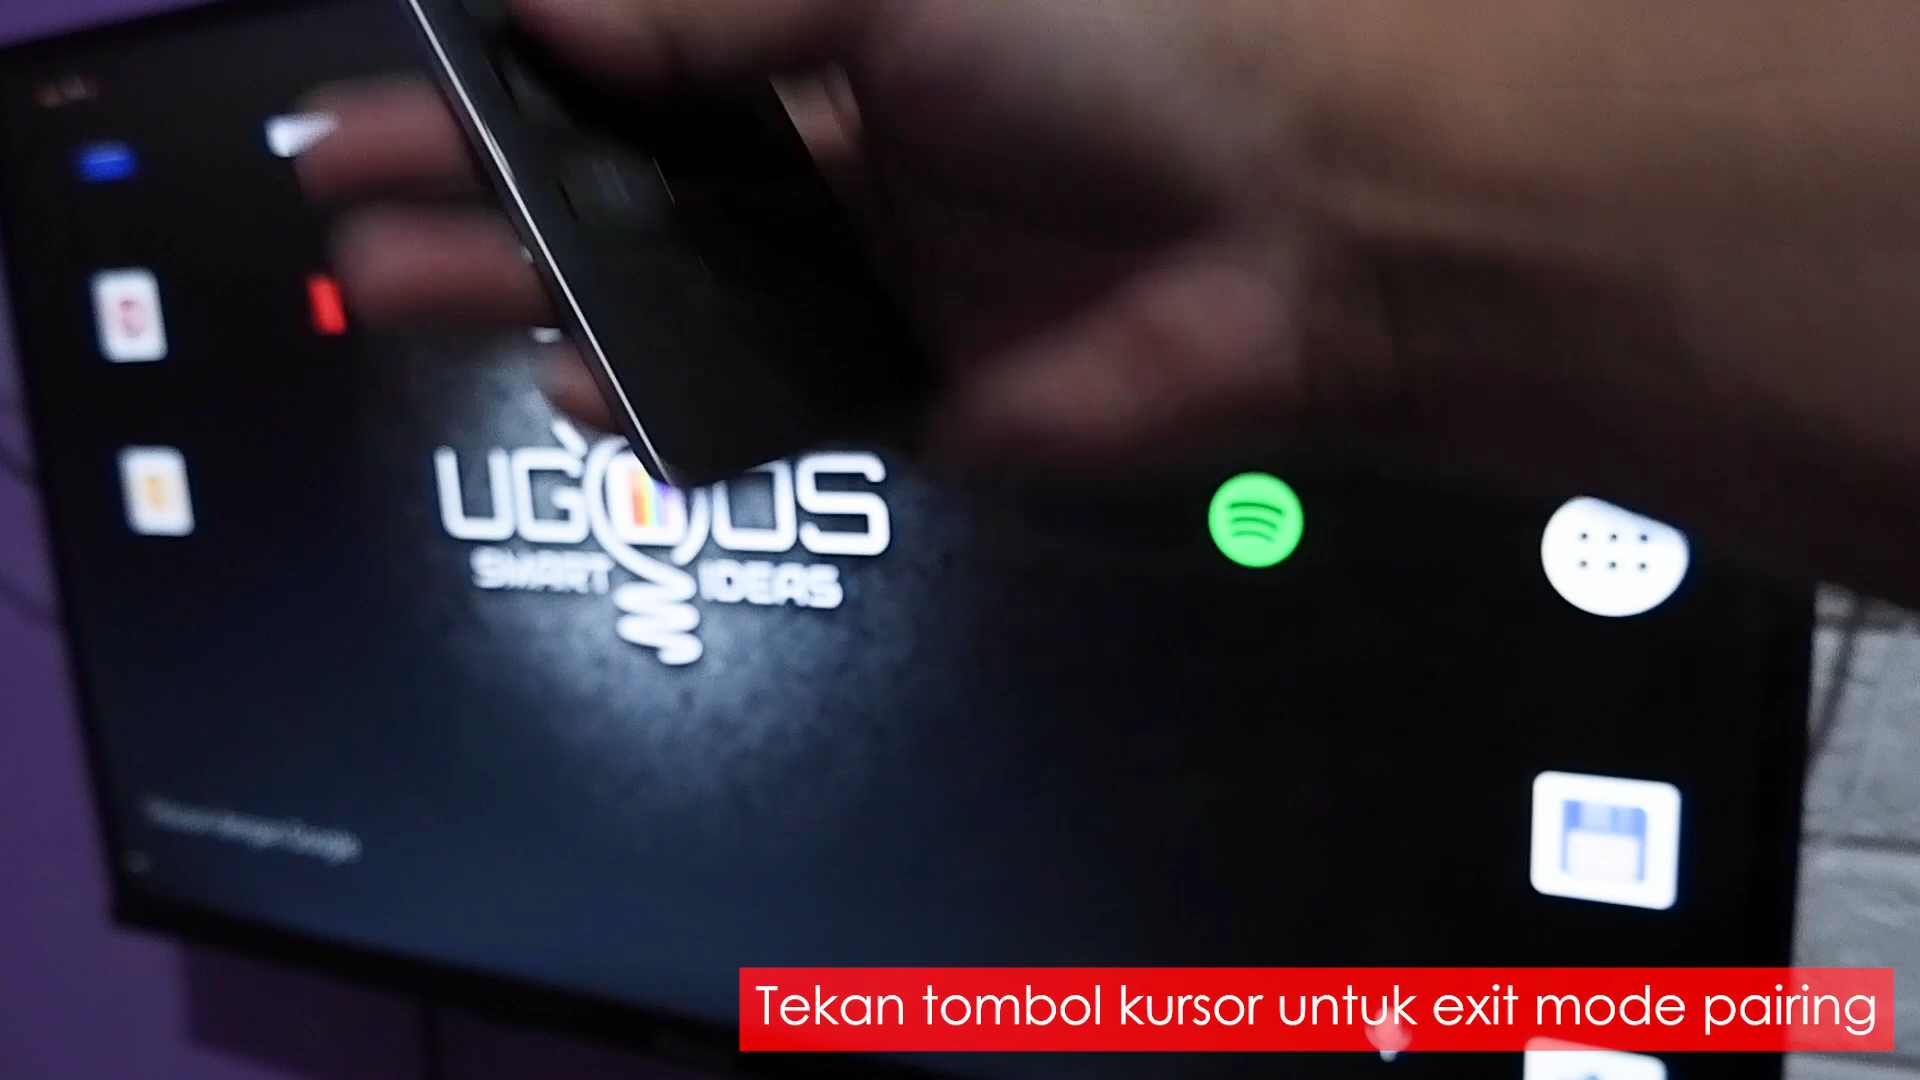 UGOOS
SMART IDEAS
Tekan tombol kursor untuk exit mode pairing